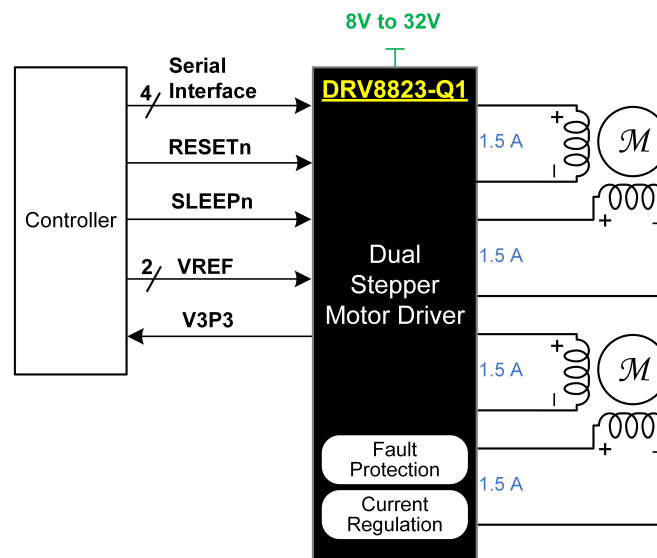 8V to 32V
DRV8823-Q1
Controller
4
Serial
Interface
RESETn
SLEEPn
2
VREF
V3P3
Dual
Stepper
Motor Driver
Fault
Protection
Current
Regulation
1.5 A
+
–
M
+
-
1.5 A
1.5 A
+
–
M
+
-
1.5 A